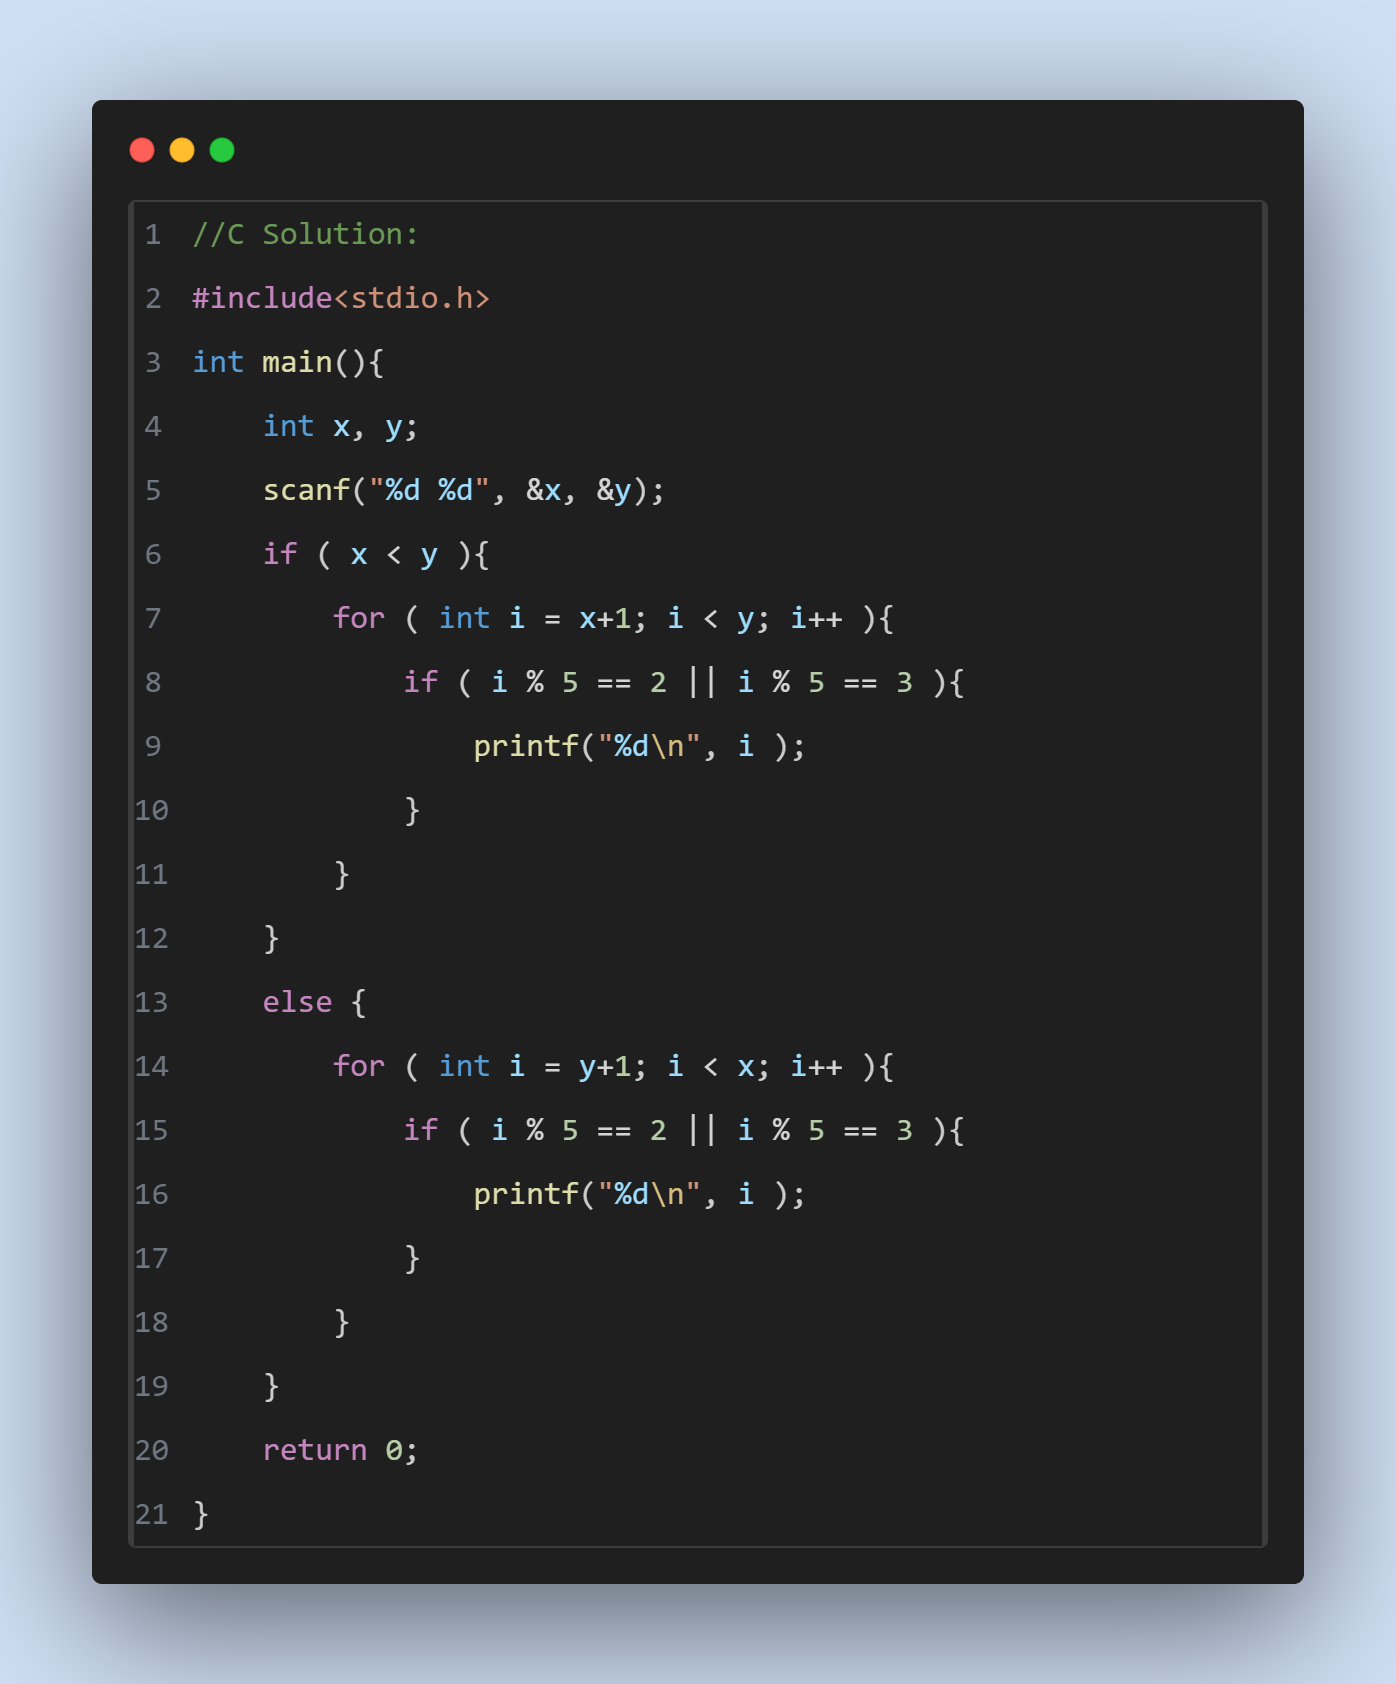 1 //C Solution:
2 #include<stdio.h>
3 int main(){
4     int x, y;
5     scanf("%d %d", &x, &y);
6     if ( x < y ){
7         for ( int i = x+1; i < y; i++ ){
8             if ( i % 5 == 2 || i % 5 == 3 ){
9                 printf("%d\n", i );
10             }
11         }
12     }
13     else {
14         for ( int i = y+1; i < x; i++ ){
15             if ( i % 5 == 2 || i % 5 == 3 ){
16                 printf("%d\n", i );
17             }
18         }
19     }
20     return 0;
21 }